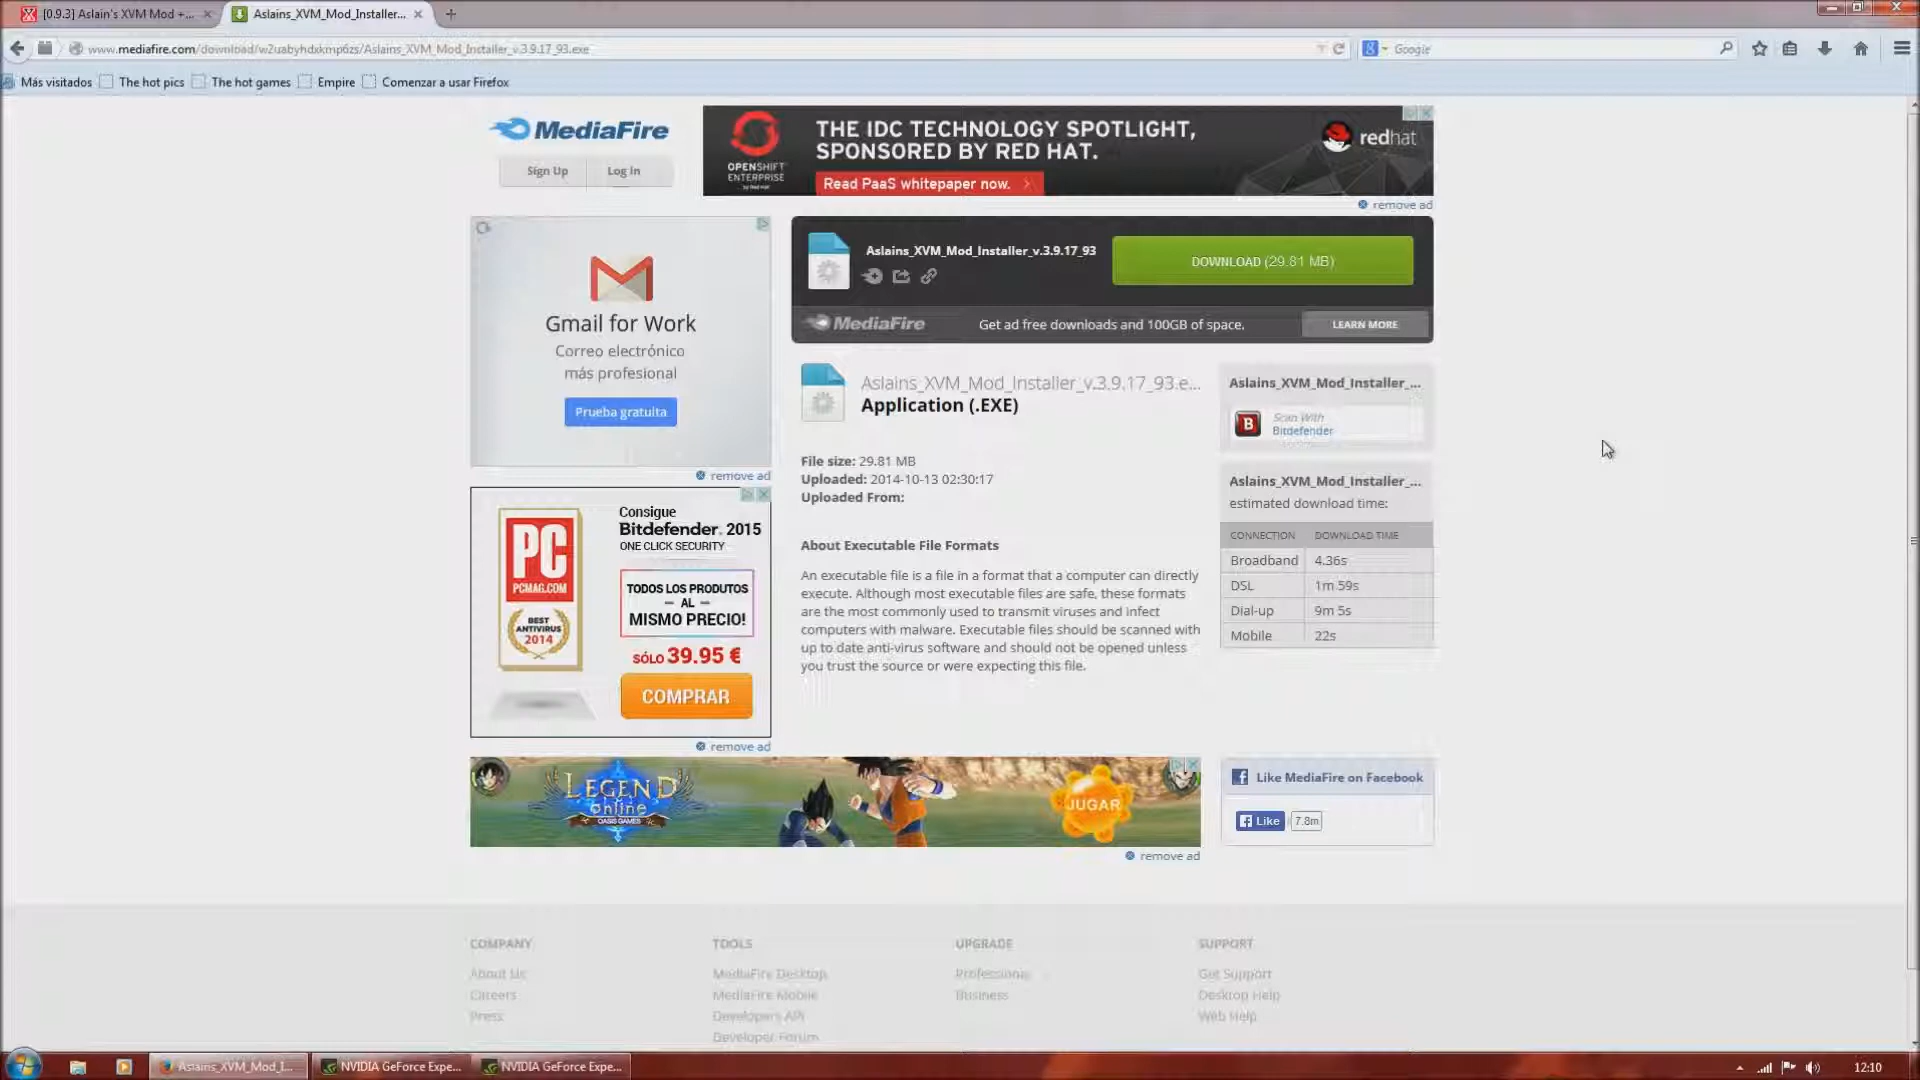 [0.9.3] Aslain's XVM Mod +...
Aslains_XVM_Mod_Installer...
www.mediafire.com/download/w2uabyhdxkmp6zs/Aslains_XVM_Mod_Installer_v.3.9.17_93.exe
Google
Más visitados
The hot pics
The hot games
Empire
Comenzar a usar Firefox
MediaFire
Sign Up
Log In
OPENSHIFT
ENTERPRISE
by Red Hat
THE IDC TECHNOLOGY SPOTLIGHT,
SPONSORED BY RED HAT.
Read PaaS whitepaper now.
redhat
remove ad
Gmail for Work
Correo electrónico
más profesional
Prueba gratuita
remove ad
Aslains_XVM_Mod_Installer_v.3.9.17_93
DOWNLOAD (29.81 MB)
MediaFire
Get ad free downloads and 100GB of space.
LEARN MORE
Aslains_XVM_Mod_Installer_v.3.9.17_93.e...
Application (.EXE)
File size: 29.81 MB
Uploaded: 2014-10-13 02:30:17
Uploaded From:
About Executable File Formats
An executable file is a file in a format that a computer can directly
execute. Although most executable files are safe, these formats
are the most commonly used to transmit viruses and infect
computers with malware. Executable files should be scanned with
up to date anti-virus software and should not be opened unless
you trust the source or were expecting this file.
Aslains_XVM_Mod_Installer_...
B
Scan With
Bitdefender
Aslains_XVM_Mod_Installer_...
estimated download time:
CONNECTION DOWNLOAD TIME
Broadband 4.36s
DSL 1m 59s
Dial-up 9m 5s
Mobile 22s
PC
PCMAG.COM
BEST
ANTIVIRUS
2014
Consigue
Bitdefender 2015
ONE CLICK SECURITY
TODOS LOS PRODUTOS
– AL –
MISMO PRECIO!
SÓLO 39.95 €
COMPRAR
remove ad
LEGEND
online
OASIS GAMES
JUGAR
remove ad
Like MediaFire on Facebook
Like
7.8m
COMPANY
About Us
Careers
Press
TOOLS
MediaFire Desktop
MediaFire Mobile
Developers API
Developer Forum
UPGRADE
Professional
Business
SUPPORT
Get Support
Desktop Help
Web Help
Aslains_XVM_Mod_I...
NVIDIA GeForce Expe...
NVIDIA GeForce Expe...
12:10